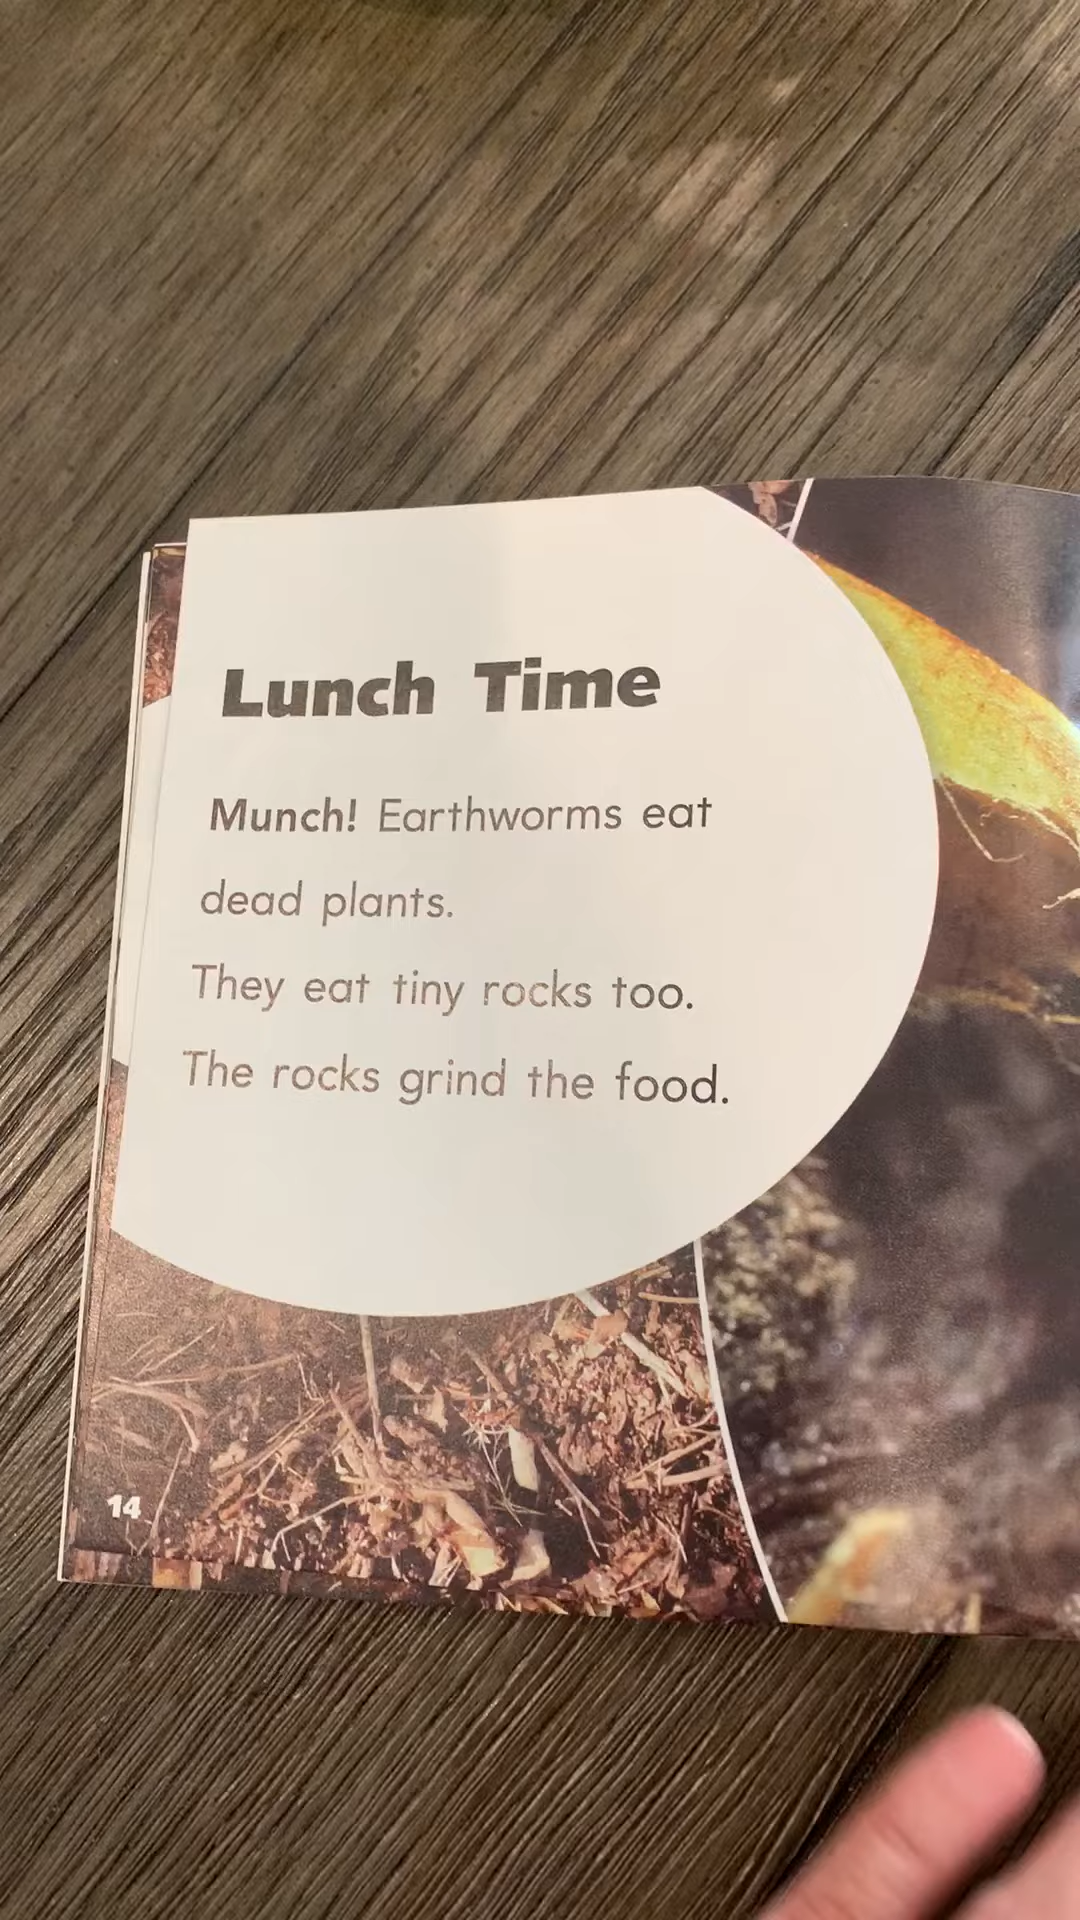 Lunch Time
Munch! Earthworms eat
dead plants.
They eat tiny rocks too.
The rocks grind the food.
14